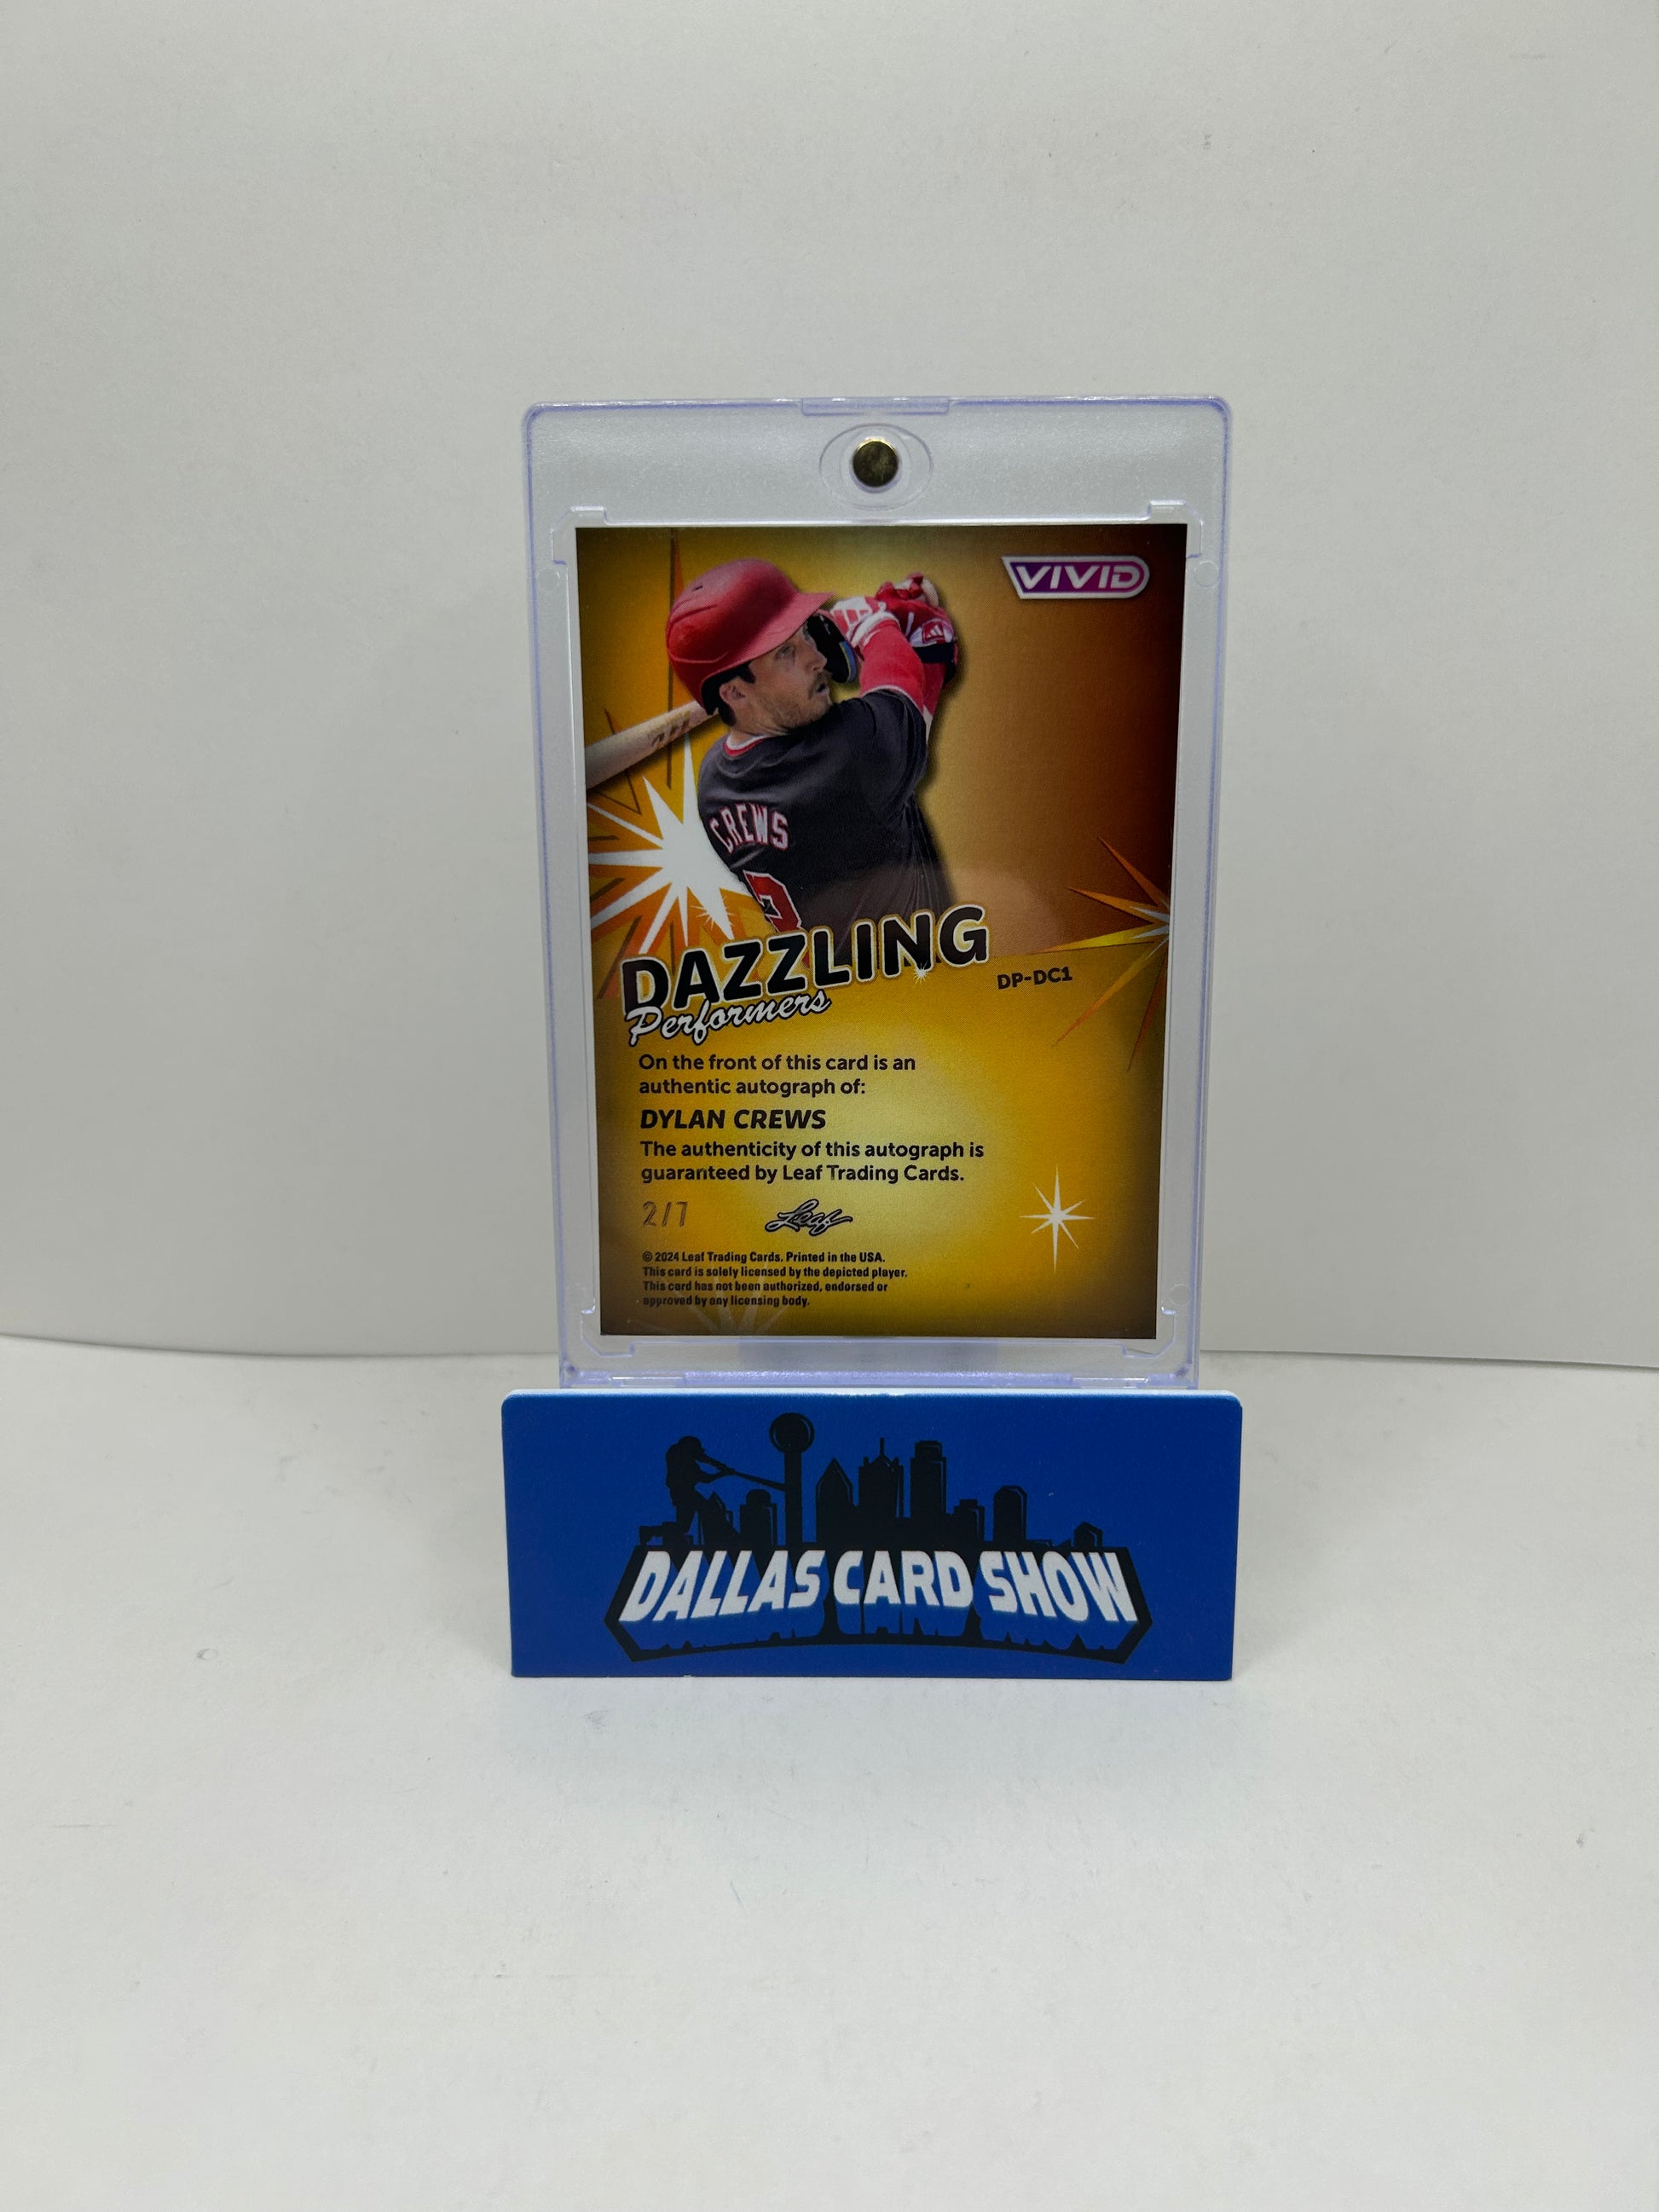 VIVID
CREWS
2
DAZZLING
Performers
DP-DC1
On the front of this card is an
authentic autograph of:
DYLAN CREWS
The authenticity of this autograph is
guaranteed by Leaf Trading Cards.
2/7
Leaf
© 2024 Leaf Trading Cards. Printed in the USA.
This card is solely licensed by the depicted player.
This card has not been authorized, endorsed or
approved by any licensing body.
DALLAS CARD SHOW